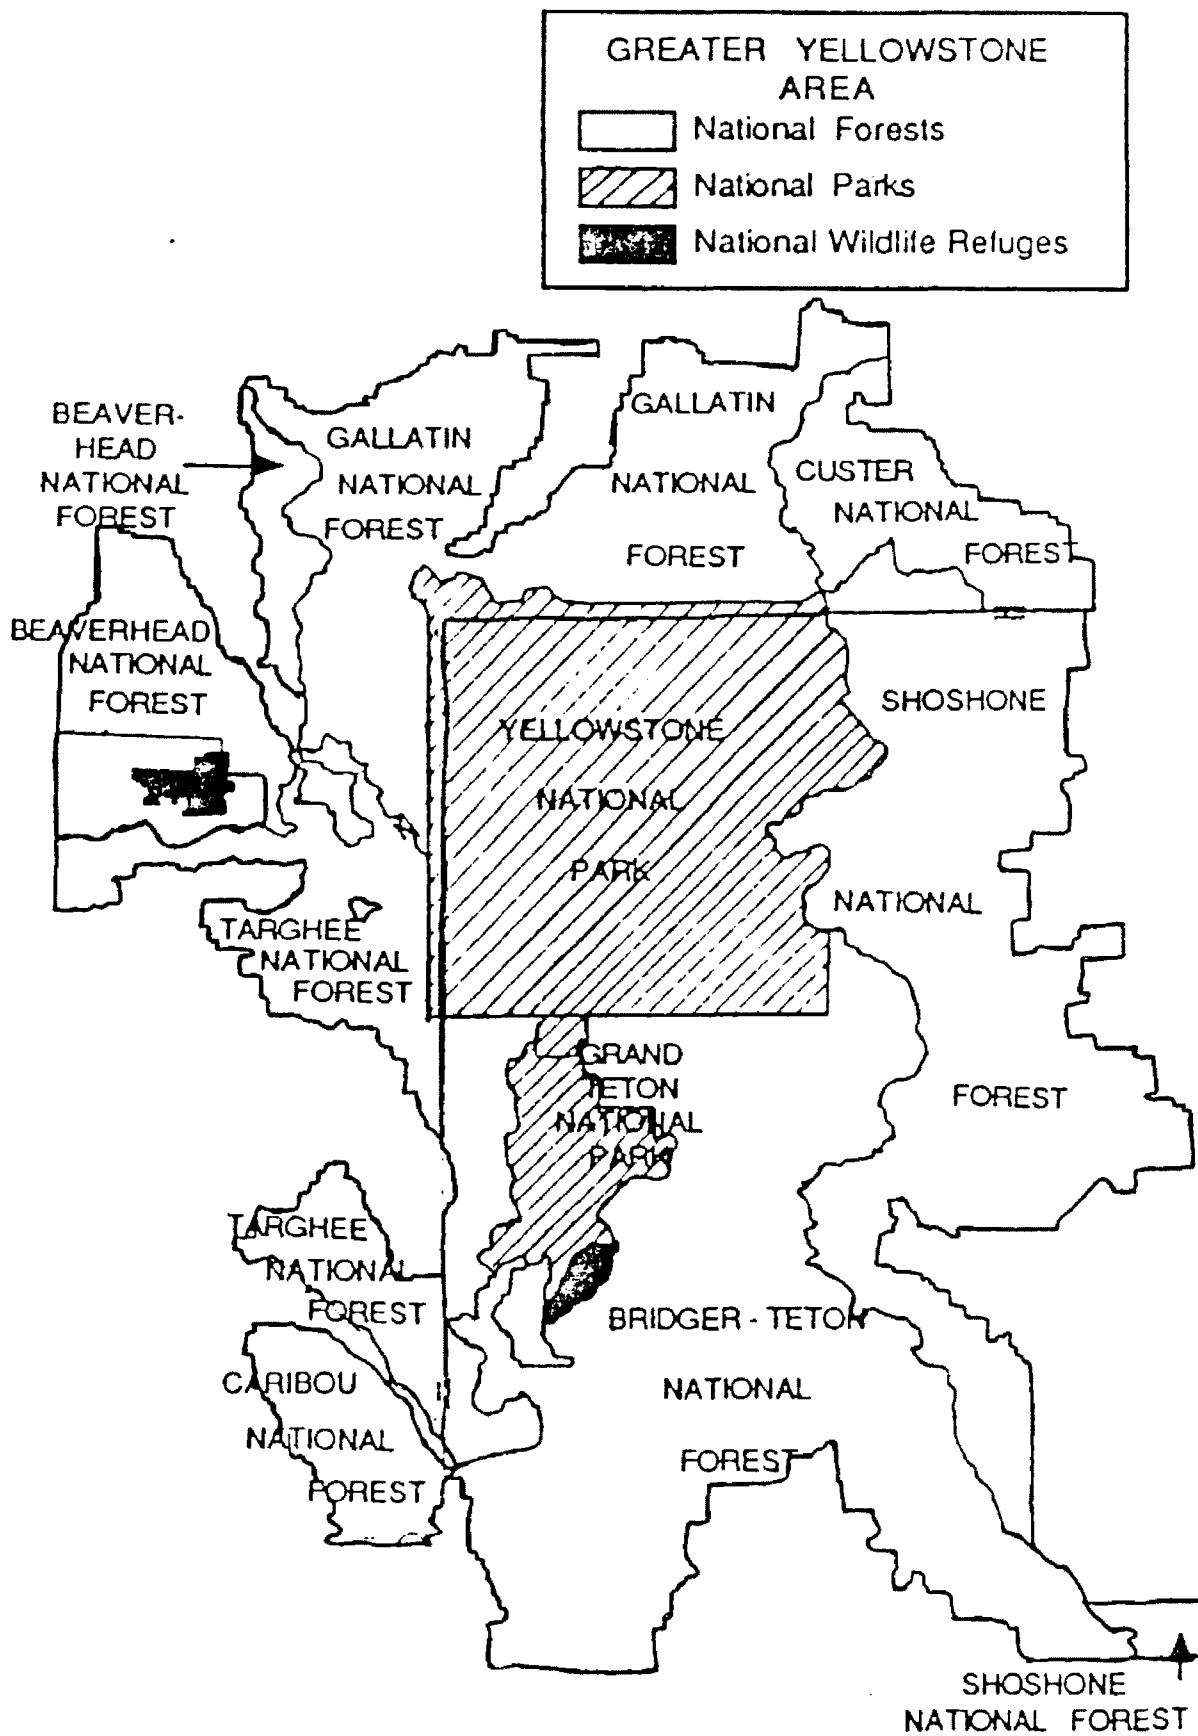 GREATER YELLOWSTONE
AREA
National Forests
National Parks
National Wildlife Refuges
BEAVER-
HEAD
NATIONAL
FOREST
GALLATIN
NATIONAL
FOREST
GALLATIN
NATIONAL
FOREST
CUSTER
NATIONAL
FOREST
BEAVERHEAD
NATIONAL
FOREST
YELLOWSTONE
NATIONAL
PARK
SHOSHONE
NATIONAL
FOREST
TARGHEE
NATIONAL
FOREST
GRAND
TETON
NATIONAL
PARK
TARGHEE
NATIONAL
FOREST
BRIDGER - TETON
NATIONAL
FOREST
CARIBOU
NATIONAL
FOREST
SHOSHONE
NATIONAL FOREST